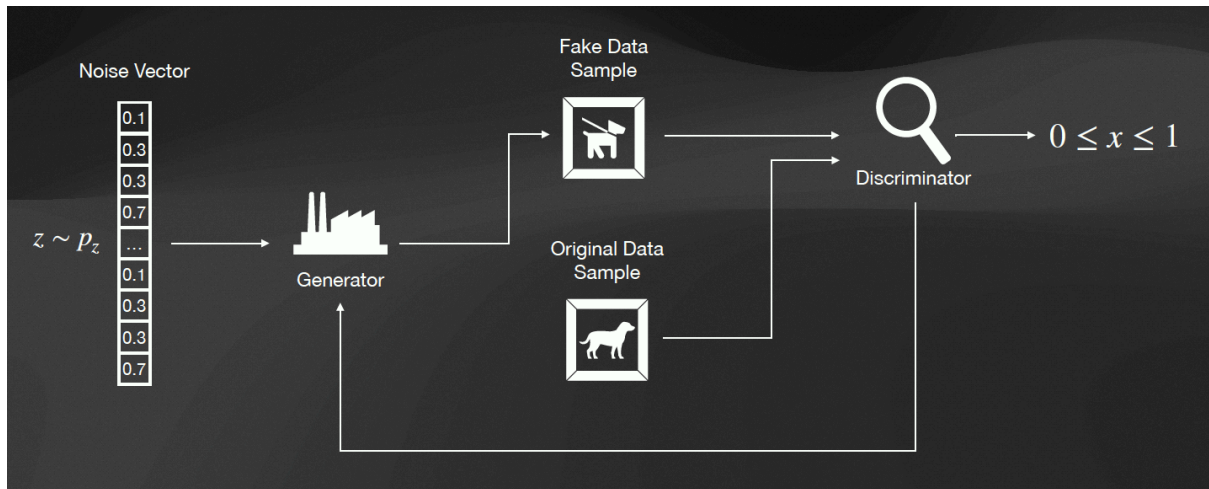 Noise Vector
z ∼ p_z
0.1
0.3
0.3
0.7
...
0.1
0.3
0.3
0.7
Generator
Fake Data
Sample
Original Data
Sample
Discriminator
0 ≤ x ≤ 1